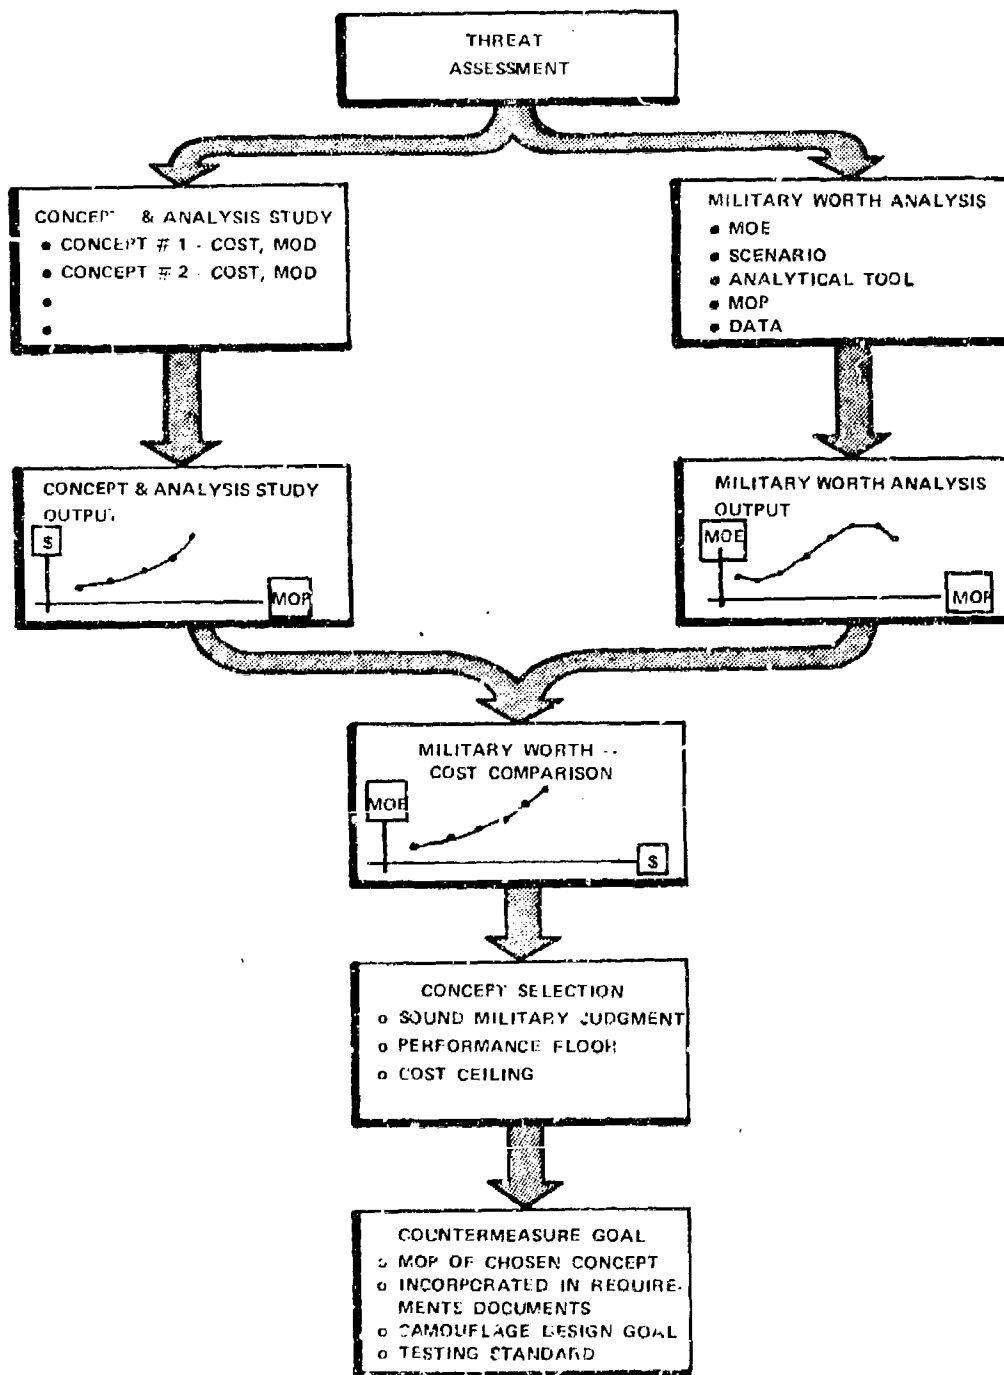 THREAT
ASSESSMENT
CONCEPT & ANALYSIS STUDY
• CONCEPT # 1 - COST, MOD
• CONCEPT # 2 - COST, MOD
•
•
MILITARY WORTH ANALYSIS
• MOE
• SCENARIO
• ANALYTICAL TOOL
• MOP
• DATA
CONCEPT & ANALYSIS STUDY
OUTPUT
$
MOP
MILITARY WORTH ANALYSIS
OUTPUT
MOE
MOP
MILITARY WORTH --
COST COMPARISON
MOE
$
CONCEPT SELECTION
o SOUND MILITARY JUDGMENT
o PERFORMANCE FLOOR
o COST CEILING
COUNTERMEASURE GOAL
o MOP OF CHOSEN CONCEPT
o INCORPORATED IN REQUIRE-
MENTS DOCUMENTS
o CAMOUFLAGE DESIGN GOAL
o TESTING STANDARD